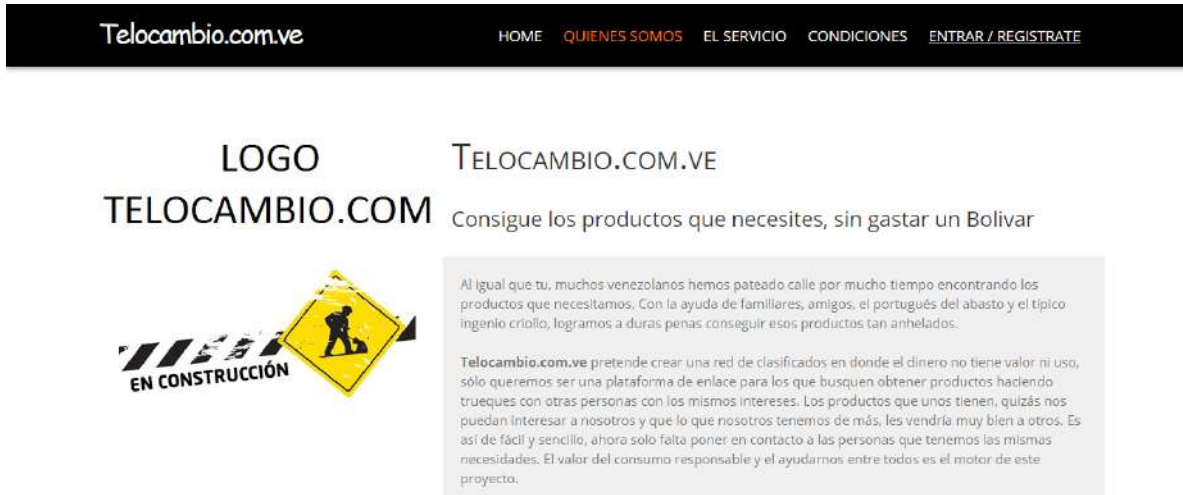 Telocambio.com.ve
HOME QUIENES SOMOS EL SERVICIO CONDICIONES ENTRAR / REGISTRATE
LOGO
TELOCAMBIO.COM
EN CONSTRUCCIÓN
TELOCAMBIO.COM.VE
Consigue los productos que necesites, sin gastar un Bolivar
Al igual que tu, muchos venezolanos hemos pateado calle por mucho tiempo encontrando los
productos que necesitamos. Con la ayuda de familiares, amigos, el portugués del abasto y el típico
ingenio criollo, logramos a duras penas conseguir esos productos tan anhelados.
Telocambio.com.ve pretende crear una red de clasificados en donde el dinero no tiene valor ni uso,
sólo queremos ser una plataforma de enlace para los que busquen obtener productos haciendo
trueques con otras personas con los mismos intereses. Los productos que unos tienen, quizás nos
puedan interesar a nosotros y que lo que nosotros tenemos de más, les vendría muy bien a otros. Es
así de fácil y sencillo, ahora solo falta poner en contacto a las personas que tenemos las mismas
necesidades. El valor del consumo responsable y el ayudarnos entre todos es el motor de este
proyecto.